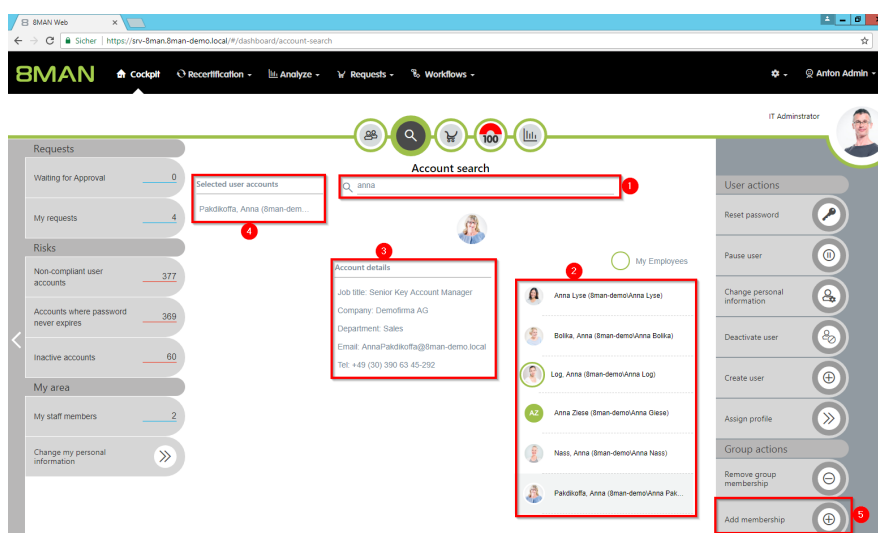 8MAN Web
Sicher | https://srv-8man.8man-demo.local/#/dashboard/account-search
8MAN
Cockpit
Recertification
Analyze
Requests
Workflows
Anton Admin
IT Adminstrator
100
Account search
Requests
Waiting for Approval 0
My requests 4
Risks
Non-compliant user
accounts 377
Accounts where password
never expires 369
Inactive accounts 60
My area
My staff members 2
Change my personal
information
Selected user accounts
Pakdikoffa, Anna (8man-dem...
4
anna
1
3
Account details
Job title: Senior Key Account Manager
Company: Demofirma AG
Department: Sales
Email: AnnaPakdikoffa@8man-demo.local
Tel: +49 (30) 390 63 45-292
My Employees
2
Anna Lyse (8man-demo\Anna Lyse)
Bolika, Anna (8man-demo\Anna Bolika)
Log, Anna (8man-demo\Anna Log)
AZ
Anna Ziese (8man-demo\Anna Giese)
Nass, Anna (8man-demo\Anna Nass)
Pakdikoffa, Anna (8man-demo\Anna Pak...
User actions
Reset password
Pause user
Change personal
information
Deactivate user
Create user
Assign profile
Group actions
Remove group
membership
Add membership
5